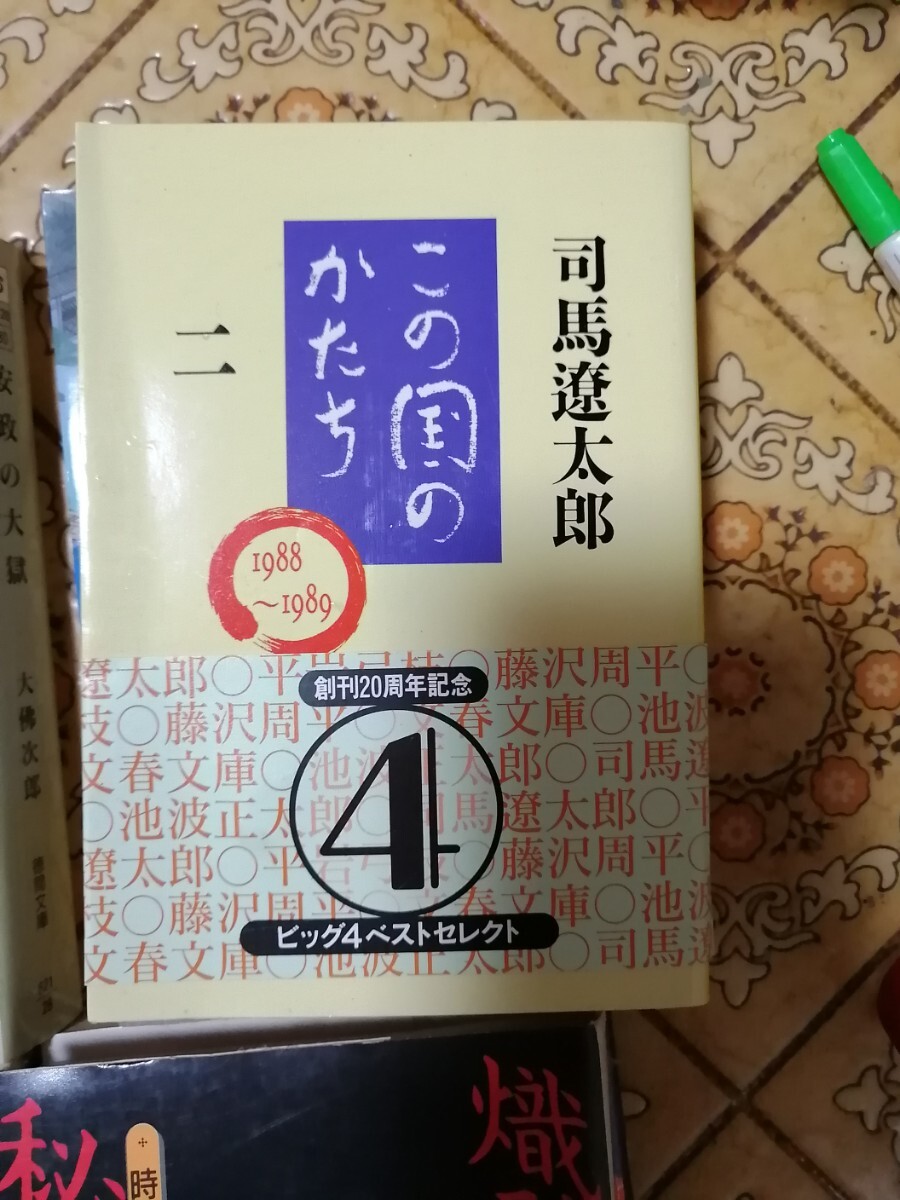 司馬遼太郎
この国の
かたち
二
1988
～1989
創刊20周年記念
4
ビッグ4ベストセレクト
遼太郎○平岩弓枝○藤沢周平○
枝○藤沢周平○文春文庫○池波
文春文庫○池波正太郎○司馬遼
○池波正太郎○司馬遼太郎○平
遼太郎○平岩弓枝○藤沢周平○
枝○藤沢周平○文春文庫○池波
文春文庫○池波正太郎○司馬遼
安政の大獄
大佛次郎
徳間文庫
熾
秘
時